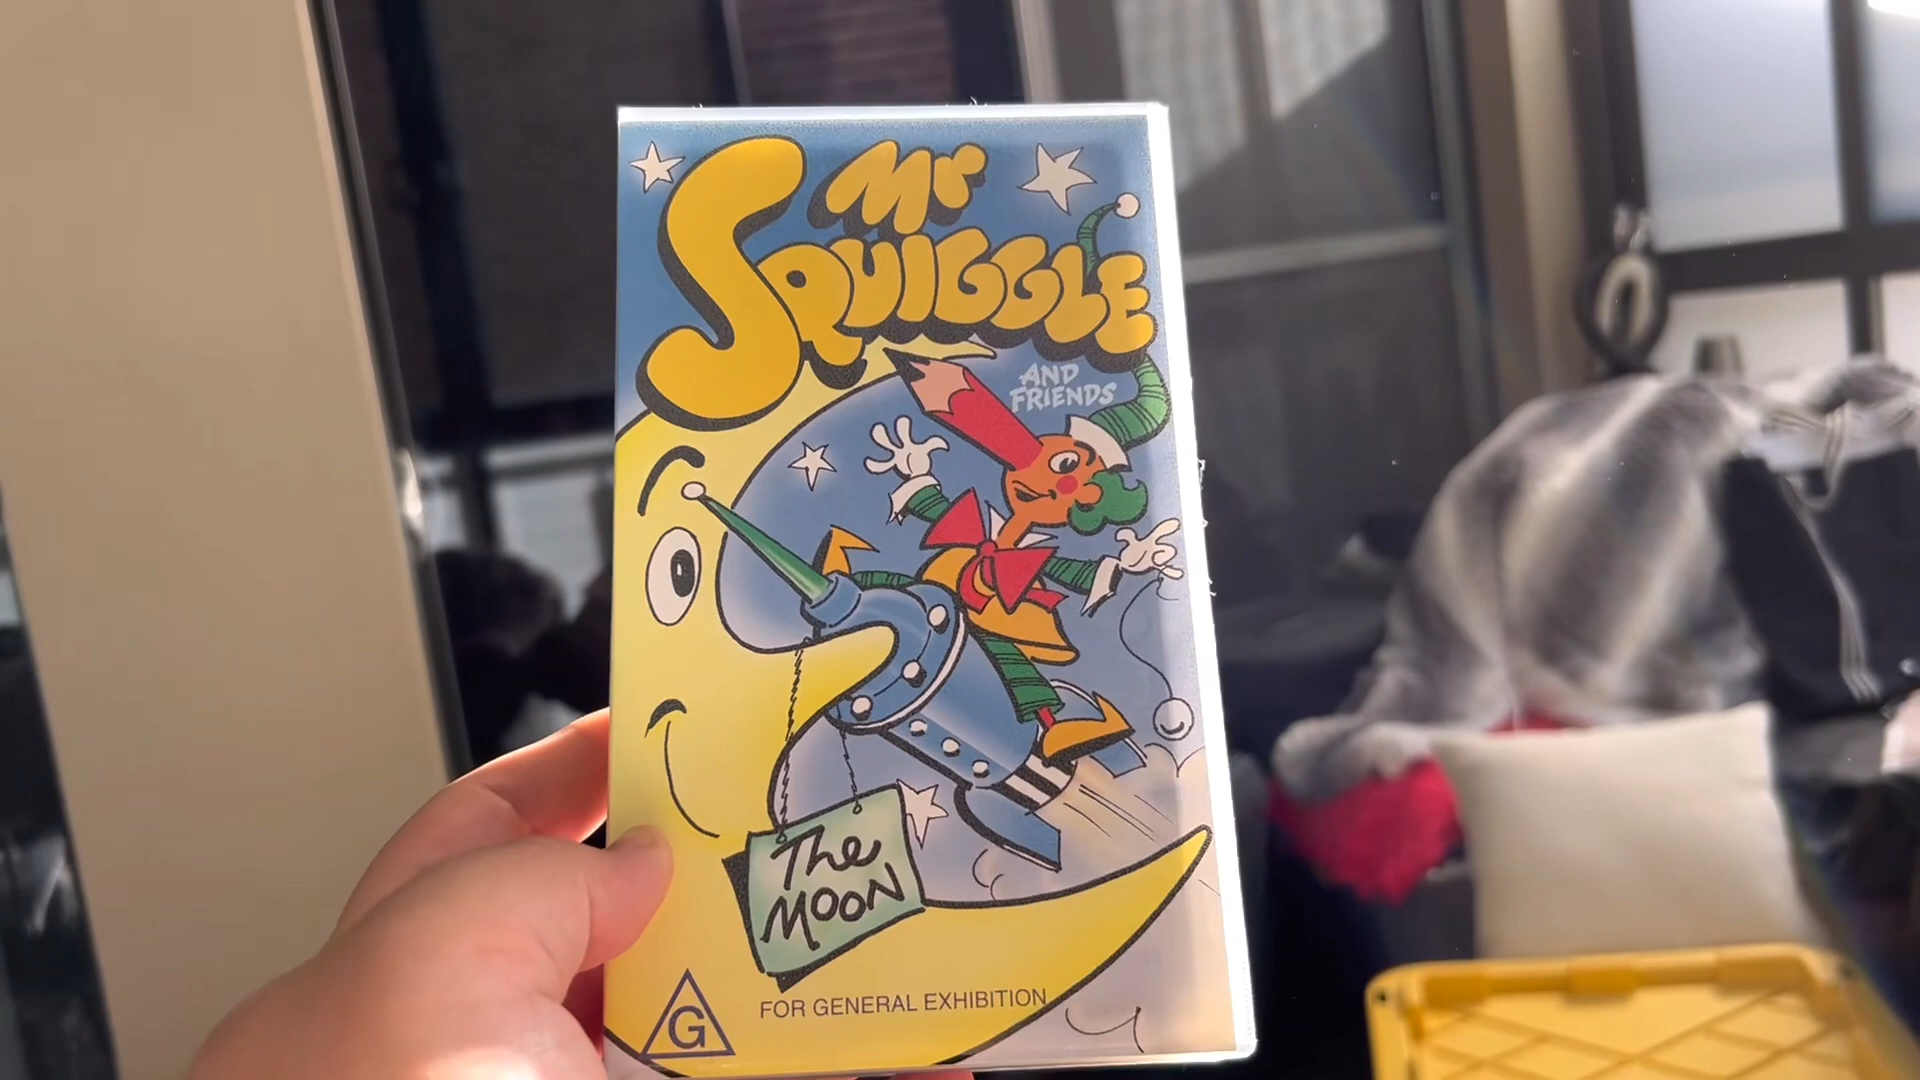 Mr
SQUIGGLE
AND
FRIENDS
The
MOON
G
FOR GENERAL EXHIBITION